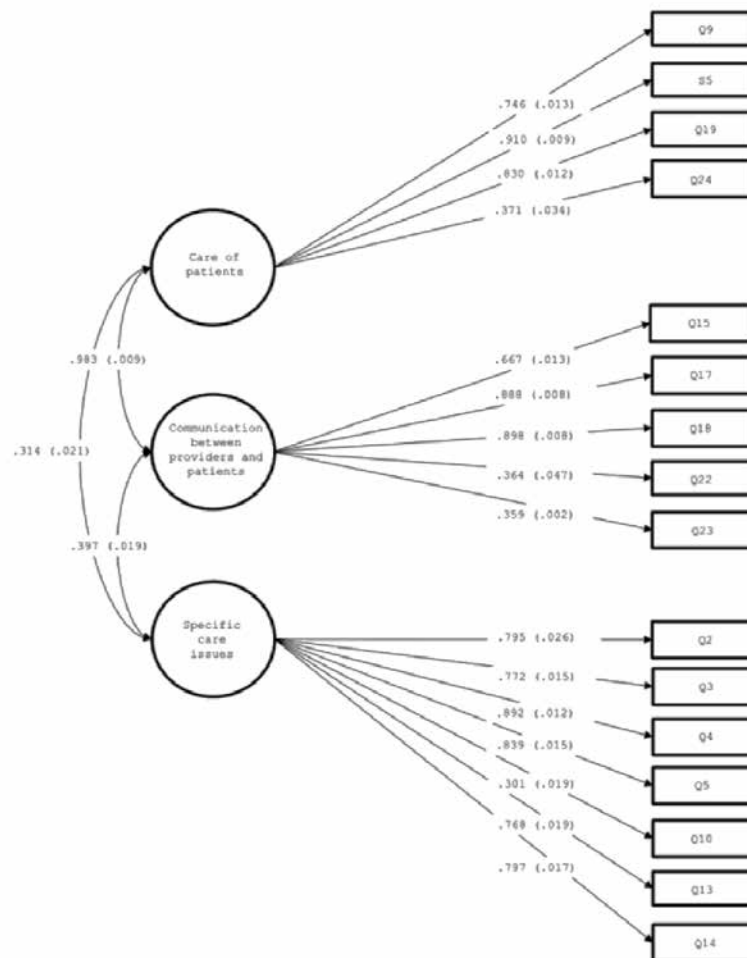 Q9
.746 (.013)
S5
.910 (.009)
Q19
.830 (.012)
Q24
.371 (.034)
Care of
patients
.983 (.009)
.314 (.021)
.397 (.019)
Q15
.667 (.013)
Q17
.888 (.008)
Q18
.898 (.008)
Q22
.364 (.047)
Q23
.359 (.002)
Communication
between
providers and
patients
Specific
care
issues
Q2
.795 (.026)
Q3
.772 (.015)
Q4
.892 (.012)
Q5
.839 (.015)
Q10
.301 (.019)
Q13
.768 (.019)
Q14
.797 (.017)